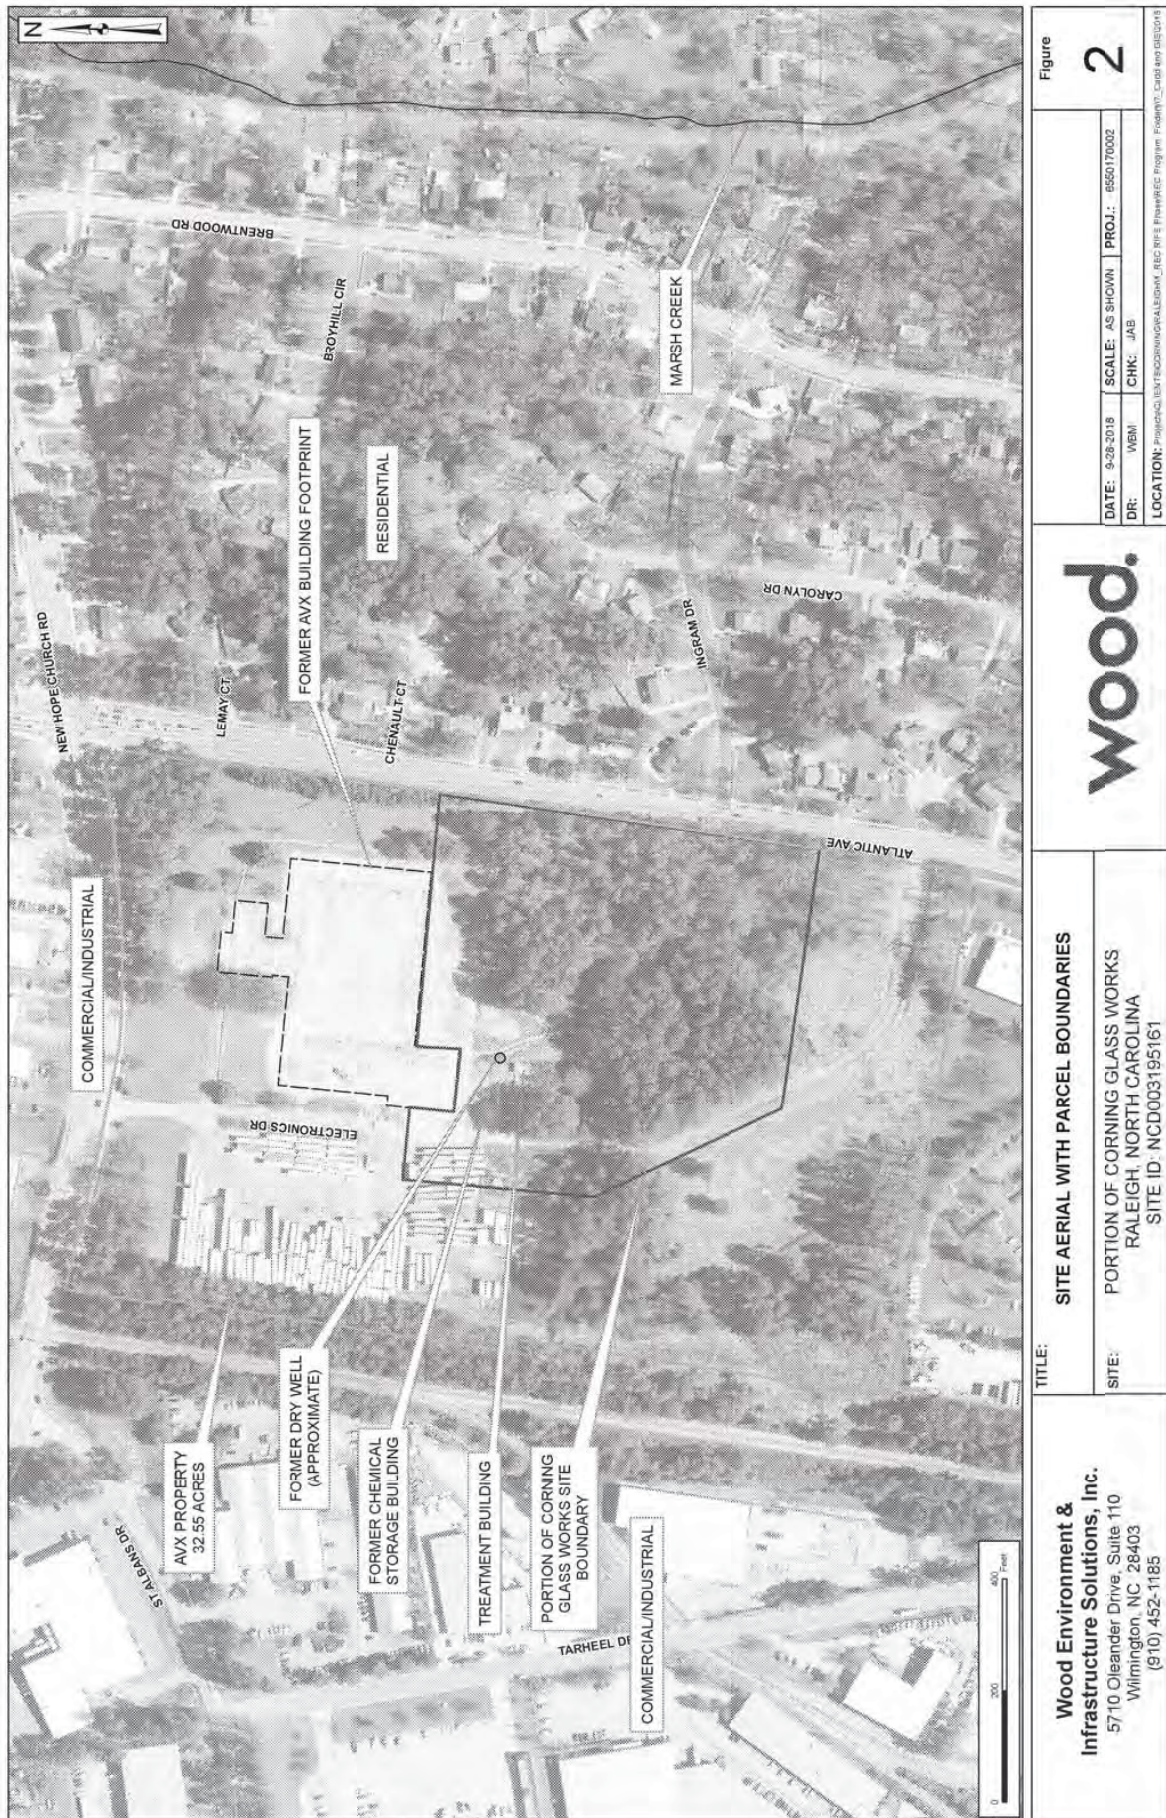 N
NEW HOPE CHURCH RD
BRENTWOOD RD
BROYHILL CIR
LEMAY CT
CHENAULT CT
COMMERCIAL/INDUSTRIAL
FORMER AVX BUILDING FOOTPRINT
RESIDENTIAL
ELECTRONICS DR
ST ALBANS DR
AVX PROPERTY
32.55 ACRES
FORMER DRY WELL
(APPROXIMATE)
FORMER CHEMICAL
STORAGE BUILDING
TREATMENT BUILDING
PORTION OF CORNING
GLASS WORKS SITE
BOUNDARY
TARHEEL DR
COMMERCIAL/INDUSTRIAL
MARSH CREEK
INGRAM DR
CAROLYN DR
ATLANTIC AVE
0 200 400
Feet
Wood Environment &
Infrastructure Solutions, Inc.
5710 Oleander Drive, Suite 110
Wilmington, NC 28403
(910) 452-1185
TITLE:
SITE AERIAL WITH PARCEL BOUNDARIES
SITE:
PORTION OF CORNING GLASS WORKS
RALEIGH, NORTH CAROLINA
SITE ID: NCD003195161
wood.
DATE: 9-28-2018
SCALE: AS SHOWN
PROJ.: 6550170002
DR: WBM
CHK: JAB
LOCATION:
Figure
2